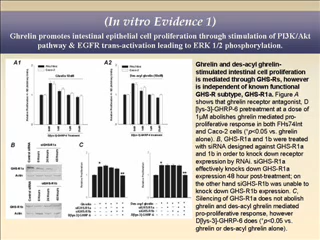 (In vitro Evidence 1)
Ghrelin promotes intestinal epithelial cell proliferation through stimulation of PI3K/Akt
pathway & EGFR trans-activation leading to ERK 1/2 phosphorylation.
A1
A2
Ghrelin and des-acyl ghrelin-
stimulated intestinal cell proliferation
is mediated through GHS-Rs, however
is independent of known functional
GHS-R subtype, GHS-R1a. Figure A
shows that ghrelin receptor antagonist, D
[lys-3]-GHRP-6 pretreatment at a dose of
1μM abolishes ghrelin mediated pro-
proliferative response in both FHs74Int
and Caco-2 cells (*p<0.05 vs. ghrelin
alone). B, GHS-R1a and 1b were treated
with siRNA designed against GHS-R1a
and 1b in order to knock down receptor
expression by RNAi. siGHS-R1a
effectively knocks down GHS-R1a
expression 48 hour post-treatment; on
the other hand siGHS-R1b was unable to
knock down GHS-R1b expression. C,
Silencing of GHS-R1a does not abolish
ghrelin and des-acyl ghrelin mediated
pro-proliferative response, however
D[lys-3]-GHRP-6 does (*p<0.05 vs.
ghrelin or des-acyl ghrelin alone).
B
C
GHS-R1a
Actin
GHS-R1b
Actin